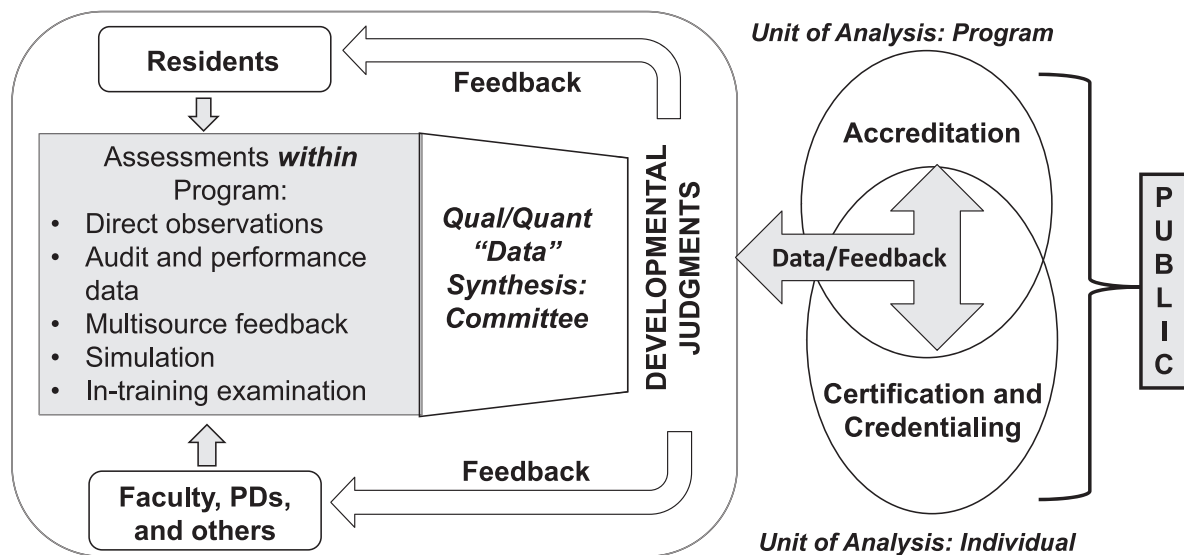 Residents
Feedback
Assessments within
Program:
• Direct observations
• Audit and performance
data
• Multisource feedback
• Simulation
• In-training examination
Qual/Quant
“Data”
Synthesis:
Committee
DEVELOPMENTAL
JUDGMENTS
Feedback
Faculty, PDs,
and others
Unit of Analysis: Program
Accreditation
Data/Feedback
Certification and
Credentialing
Unit of Analysis: Individual
PUBLIC